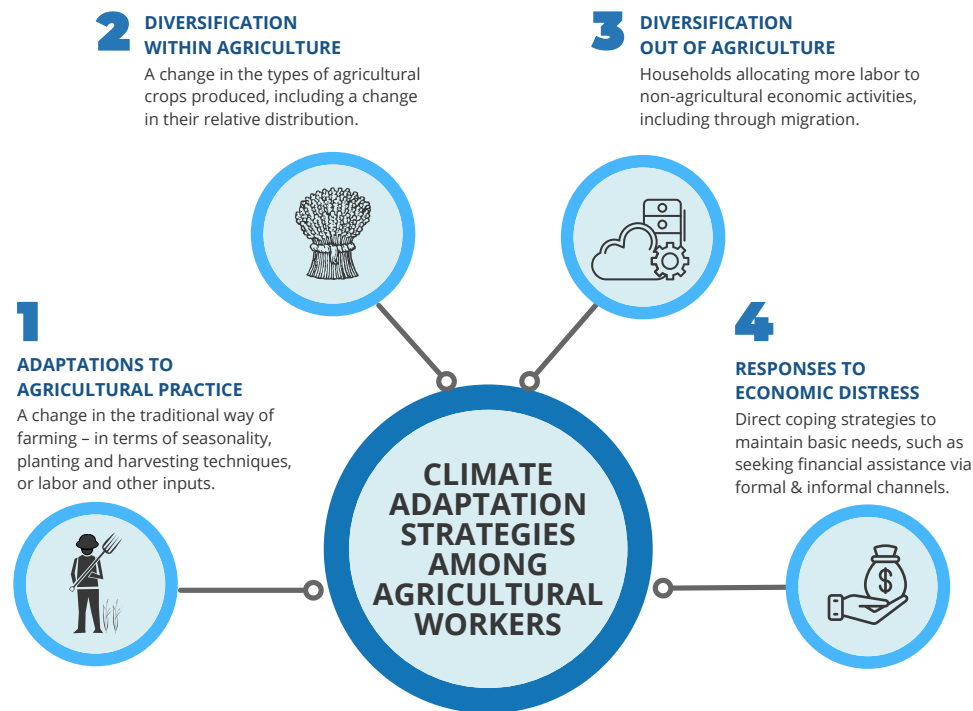 1
ADAPTATIONS TO
AGRICULTURAL PRACTICE
A change in the traditional way of
farming – in terms of seasonality,
planting and harvesting techniques,
or labor and other inputs.
2
DIVERSIFICATION
WITHIN AGRICULTURE
A change in the types of agricultural
crops produced, including a change
in their relative distribution.
3
DIVERSIFICATION
OUT OF AGRICULTURE
Households allocating more labor to
non-agricultural economic activities,
including through migration.
4
RESPONSES TO
ECONOMIC DISTRESS
Direct coping strategies to
maintain basic needs, such as
seeking financial assistance via
formal & informal channels.
$
CLIMATE
ADAPTATION
STRATEGIES
AMONG
AGRICULTURAL
WORKERS